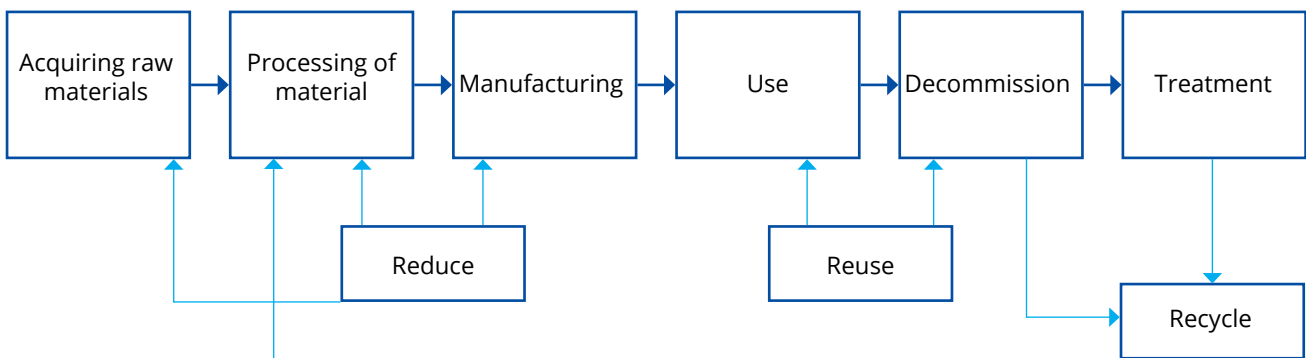 Acquiring raw
materials
Processing of
material
Manufacturing
Use
Decommission
Treatment
Reduce
Reuse
Recycle